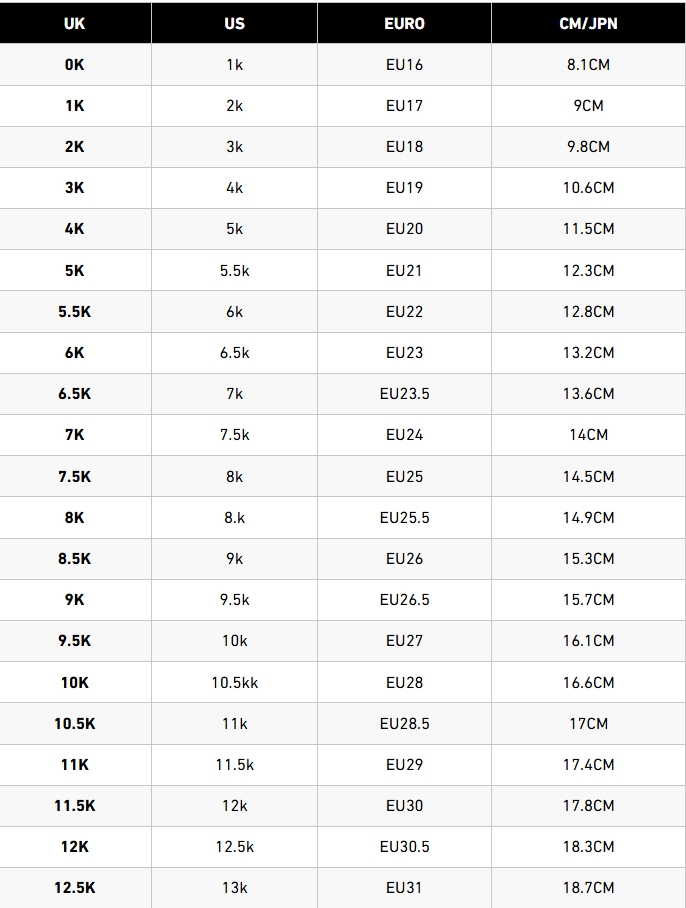 UK US EURO CM/JPN
0K 1k EU16 8.1CM
1K 2k EU17 9CM
2K 3k EU18 9.8CM
3K 4k EU19 10.6CM
4K 5k EU20 11.5CM
5K 5.5k EU21 12.3CM
5.5K 6k EU22 12.8CM
6K 6.5k EU23 13.2CM
6.5K 7k EU23.5 13.6CM
7K 7.5k EU24 14CM
7.5K 8k EU25 14.5CM
8K 8.k EU25.5 14.9CM
8.5K 9k EU26 15.3CM
9K 9.5k EU26.5 15.7CM
9.5K 10k EU27 16.1CM
10K 10.5kk EU28 16.6CM
10.5K 11k EU28.5 17CM
11K 11.5k EU29 17.4CM
11.5K 12k EU30 17.8CM
12K 12.5k EU30.5 18.3CM
12.5K 13k EU31 18.7CM